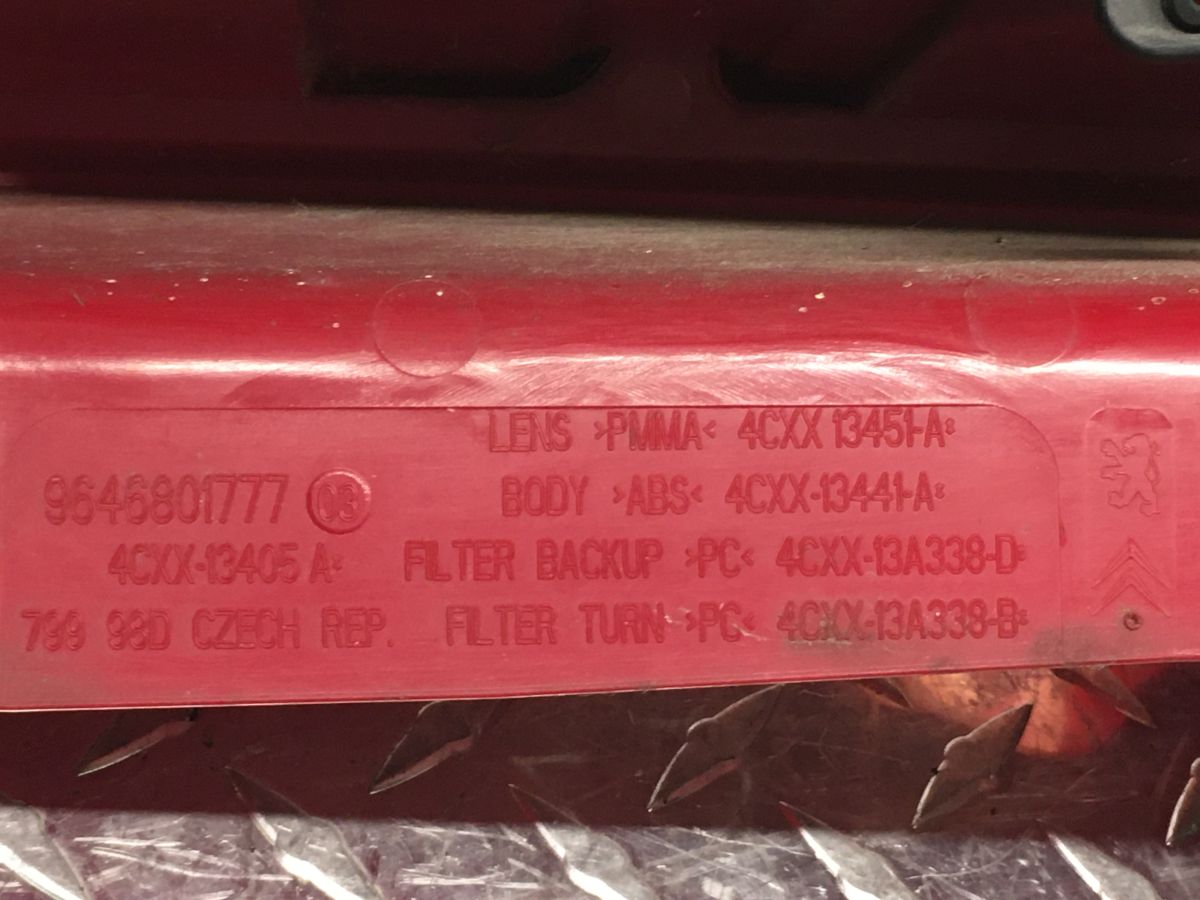 LENS >PMMA< 4CXX 13451-A
9646801777 03
BODY >ABS< 4CXX-13441-A
4CXX-13405 A
FILTER BACKUP >PC< 4CXX-13A338-D
799 98D CZECH REP.
FILTER TURN >PC< 4CXX-13A338-B